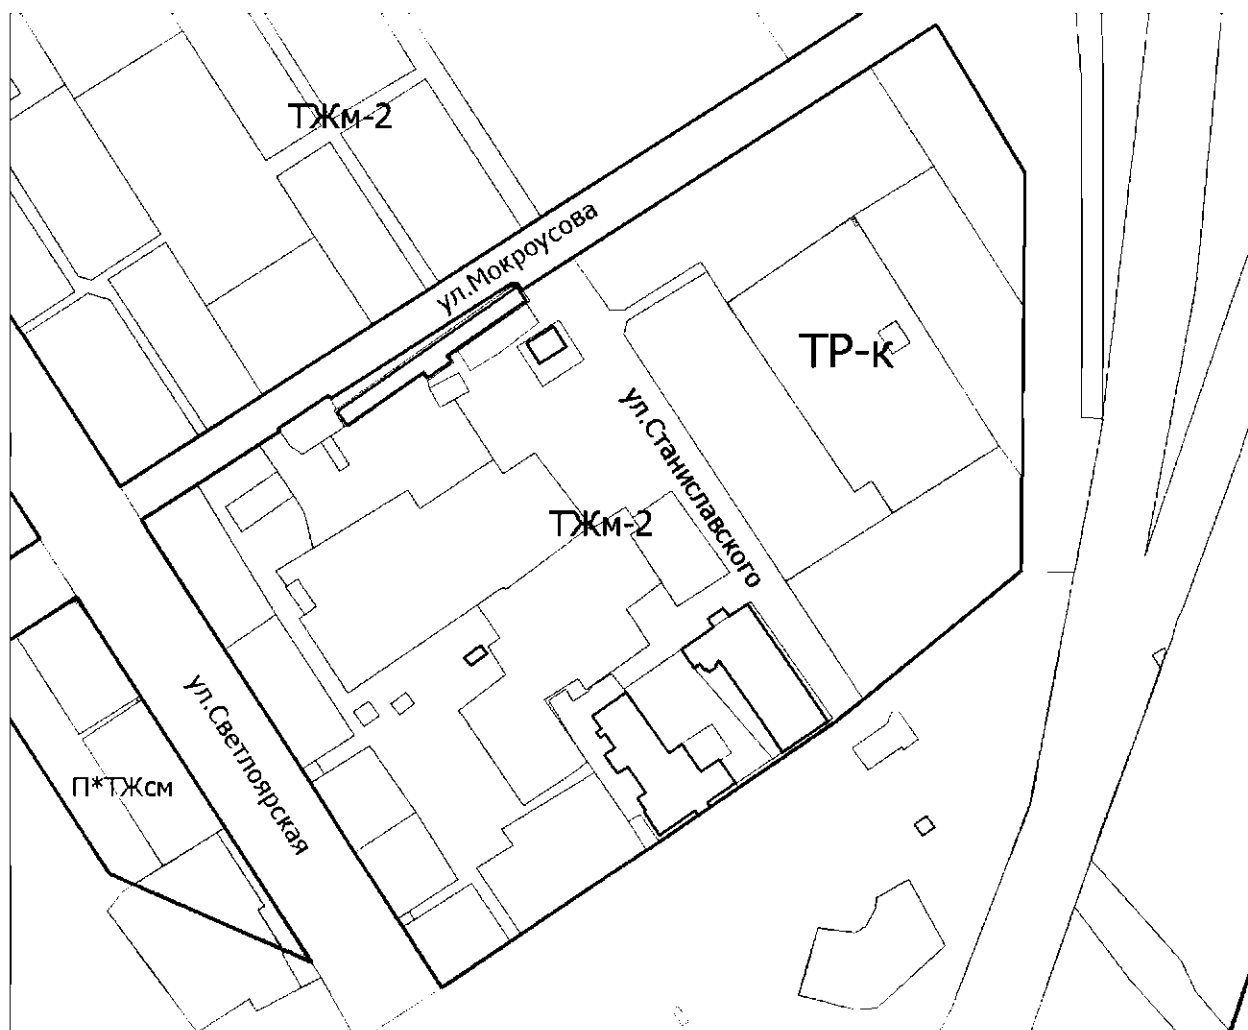 ТЖм-2
ул.Мокроусова
ТР-к
ул.Станиславского
ТЖм-2
ул.Светлоярская
П*ТЖсм